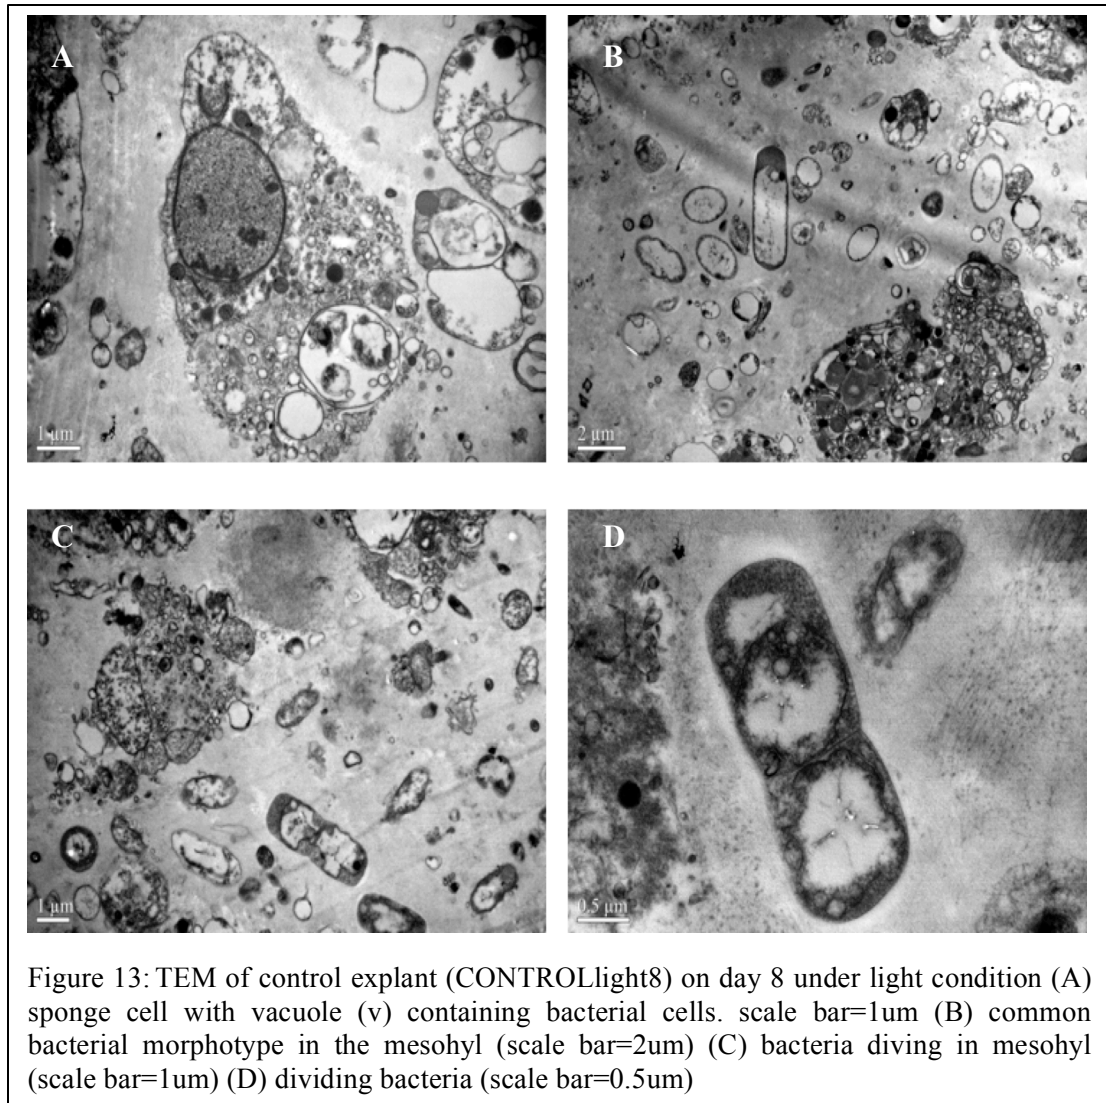 A
B
1 µm
2 µm
C
D
1 µm
0.5 µm
Figure 13: TEM of control explant (CONTROLlight8) on day 8 under light condition (A)
sponge cell with vacuole (v) containing bacterial cells. scale bar=1um (B) common
bacterial morphotype in the mesohyl (scale bar=2um) (C) bacteria diving in mesohyl
(scale bar=1um) (D) dividing bacteria (scale bar=0.5um)